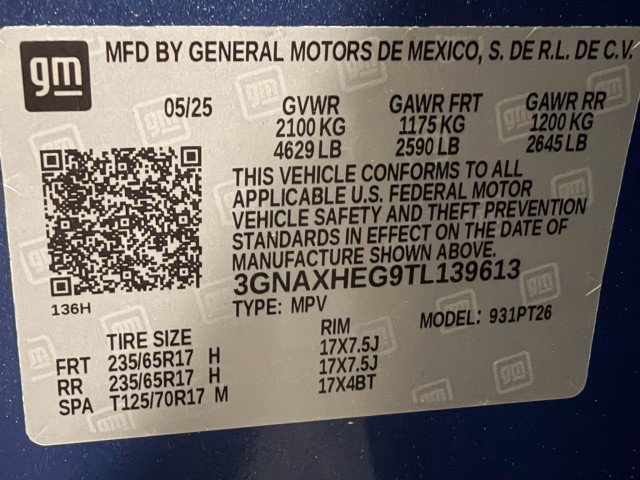 gm MFD BY GENERAL MOTORS DE MEXICO, S. DE R.L. DE C.V.
05/25 GVWR GAWR FRT GAWR RR
2100 KG 1175 KG 1200 KG
4629 LB 2590 LB 2645 LB
THIS VEHICLE CONFORMS TO ALL
APPLICABLE U.S. FEDERAL MOTOR
VEHICLE SAFETY AND THEFT PREVENTION
STANDARDS IN EFFECT ON THE DATE OF
MANUFACTURE SHOWN ABOVE.
3GNAXHEG9TL139613
136H
TYPE: MPV MODEL: 931PT26
TIRE SIZE RIM
FRT 235/65R17 H 17X7.5J
RR 235/65R17 H 17X7.5J
SPA T125/70R17 M 17X4BT